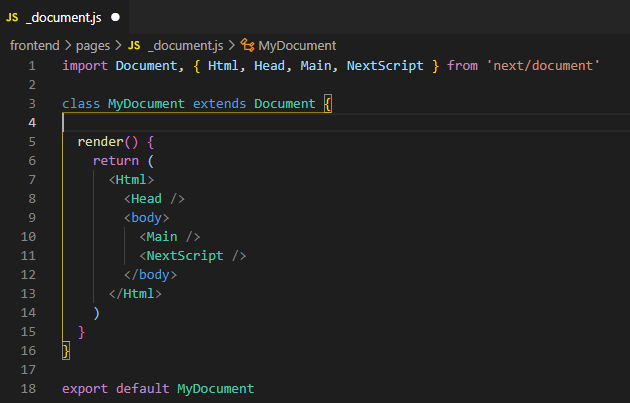 JS _document.js ●
frontend > pages > JS _document.js > MyDocument
1 import Document, { Html, Head, Main, NextScript } from 'next/document'
2
3 class MyDocument extends Document {
4
5   render() {
6     return (
7       <Html>
8         <Head />
9         <body>
10           <Main />
11           <NextScript />
12         </body>
13       </Html>
14     )
15   }
16 }
17
18 export default MyDocument